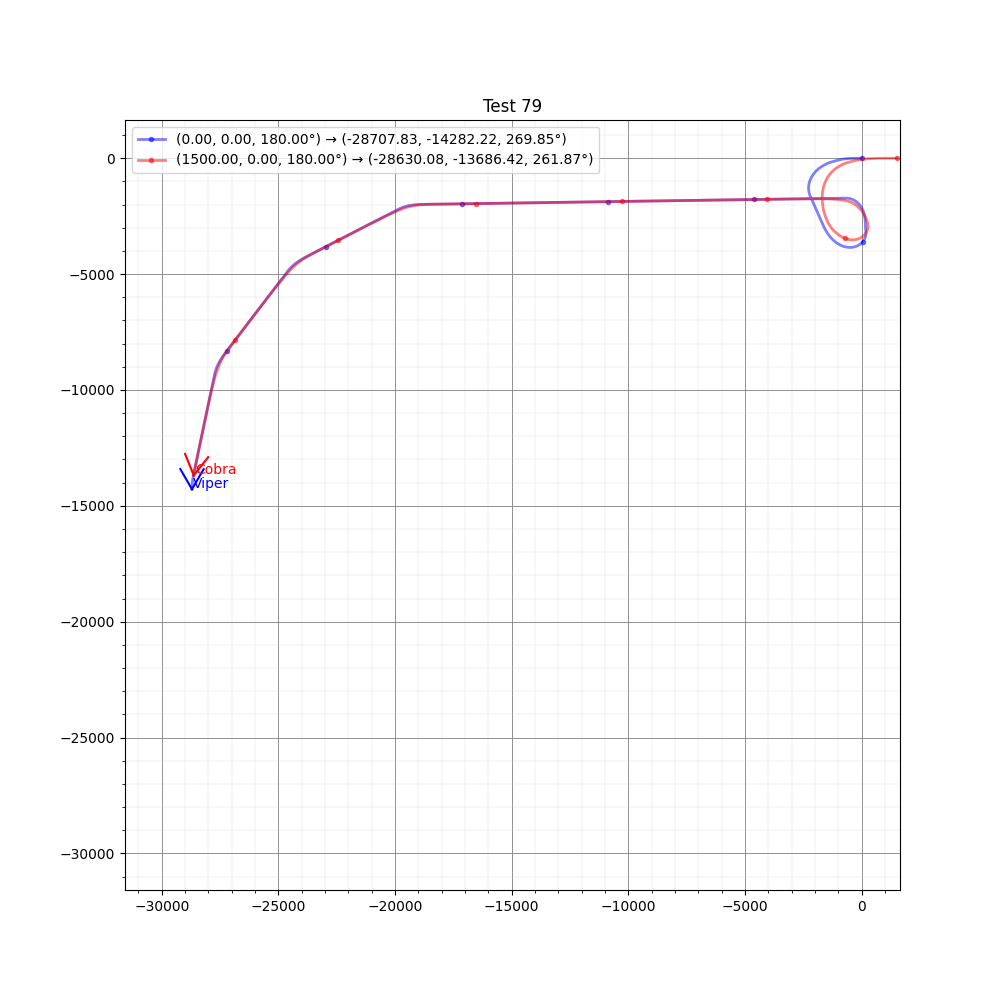 Test 79
(0.00, 0.00, 180.00°) → (-28707.83, -14282.22, 269.85°)
(1500.00, 0.00, 180.00°) → (-28630.08, -13686.42, 261.87°)
0
−5000
−10000
−15000
−20000
−25000
−30000
Cobra
Viper
−30000 −25000 −20000 −15000 −10000 −5000 0